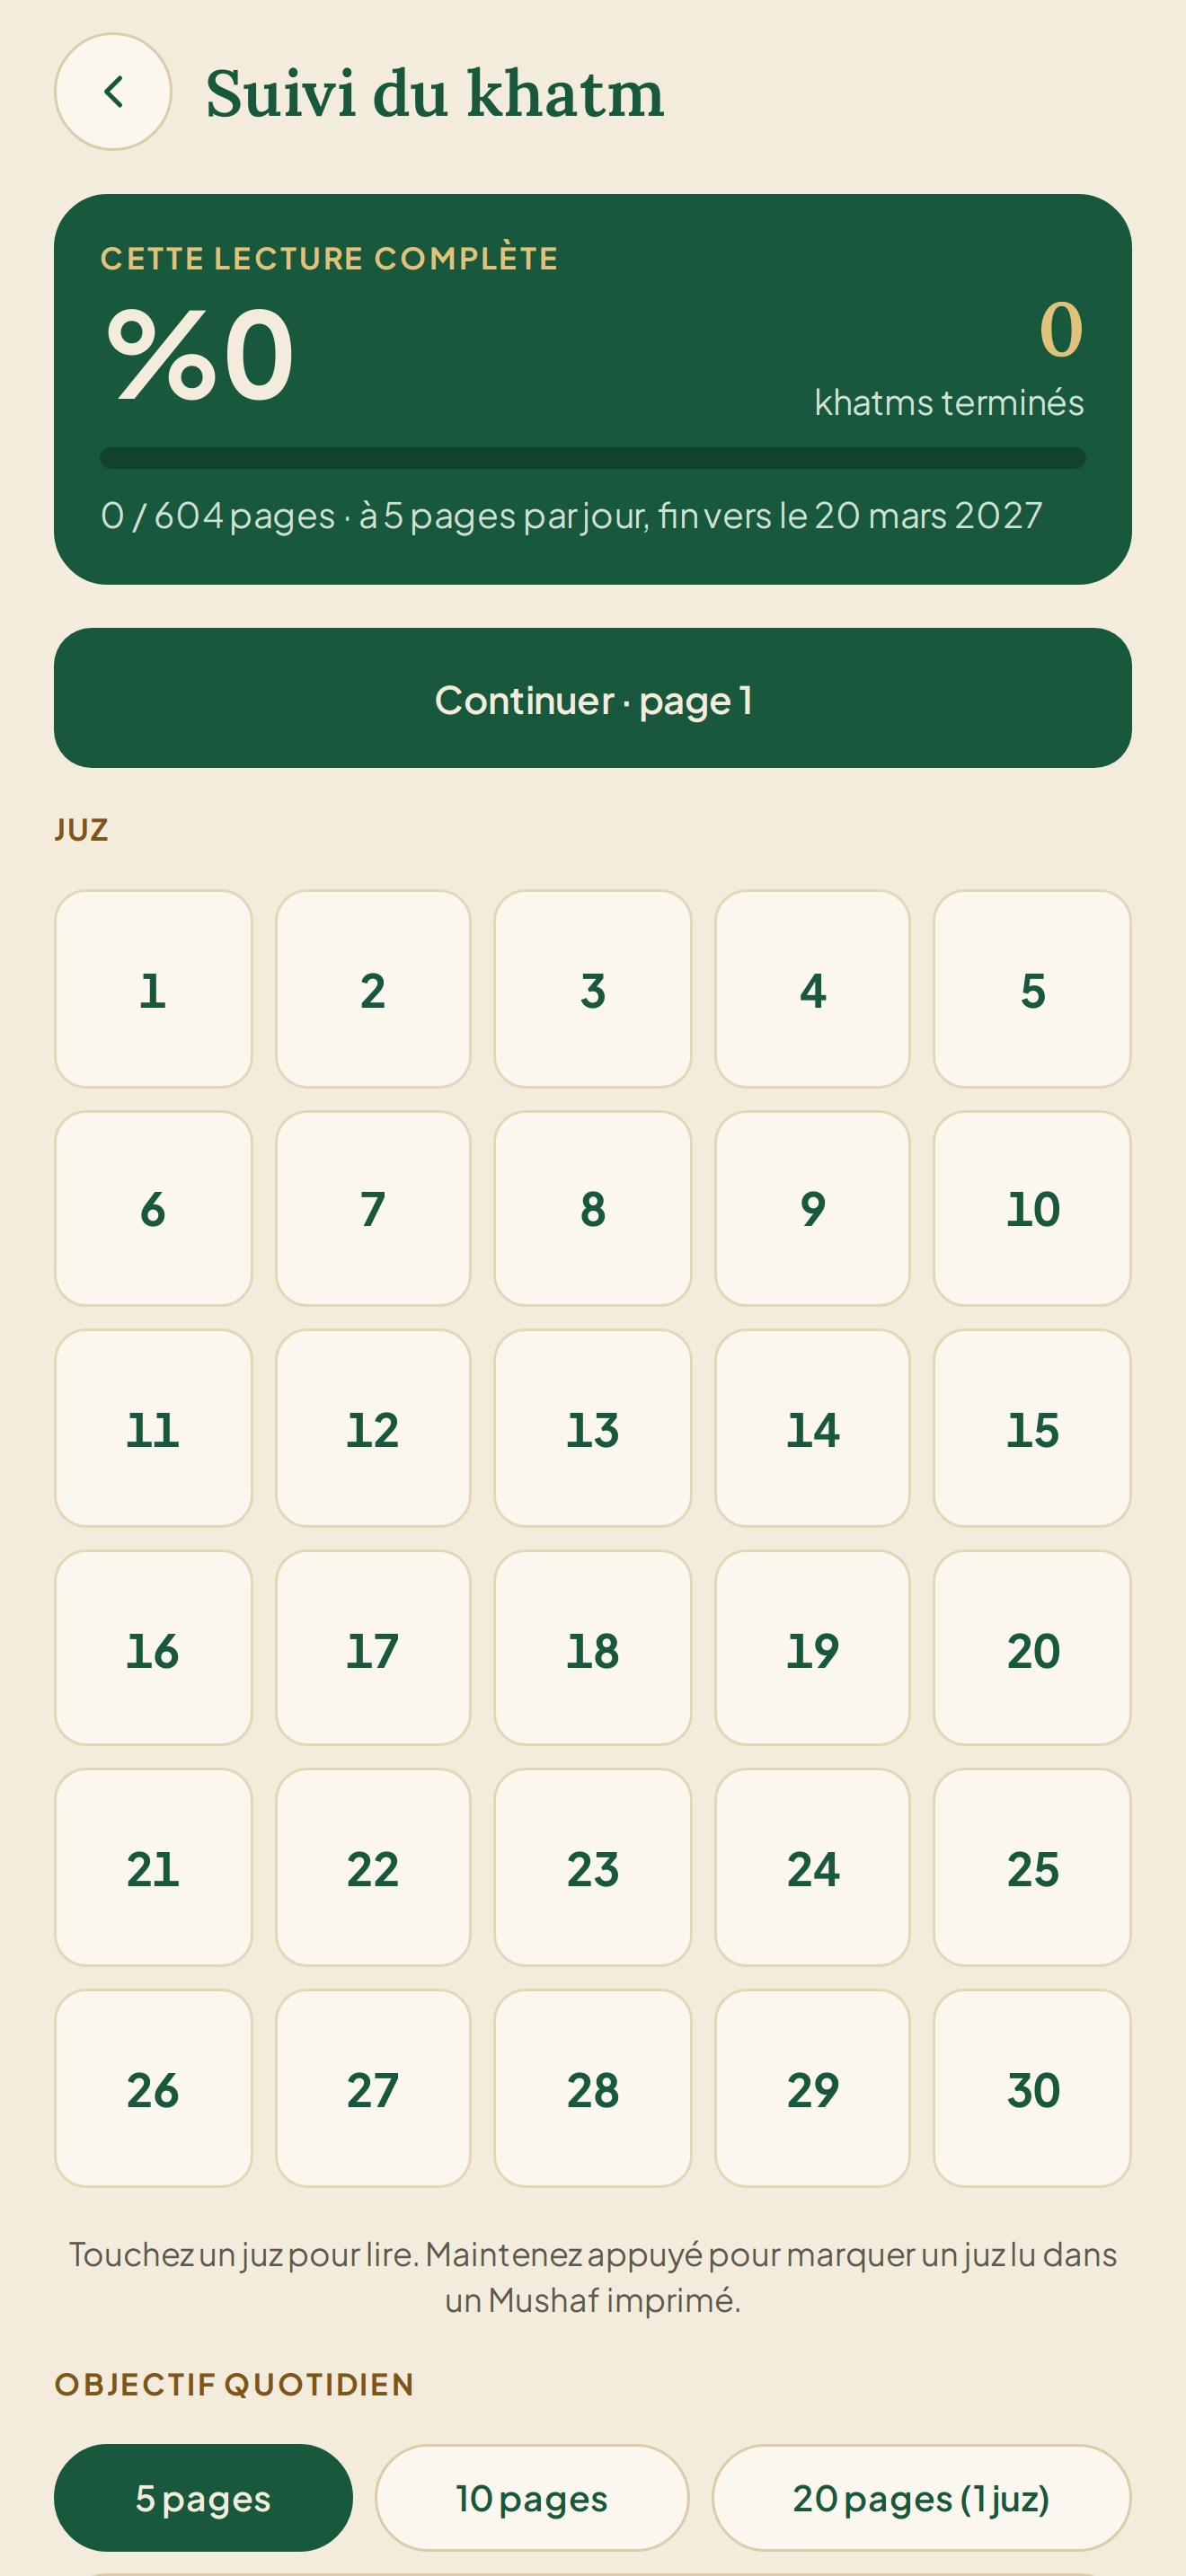 Suivi du khatm
CETTE LECTURE COMPLÈTE
%0
0
khatms terminés
0 / 604 pages · à 5 pages par jour, fin vers le 20 mars 2027
Continuer · page 1
JUZ
1 2 3 4 5
6 7 8 9 10
11 12 13 14 15
16 17 18 19 20
21 22 23 24 25
26 27 28 29 30
Touchez un juz pour lire. Maintenez appuyé pour marquer un juz lu dans
un Mushaf imprimé.
OBJECTIF QUOTIDIEN
5 pages 10 pages 20 pages (1 juz)